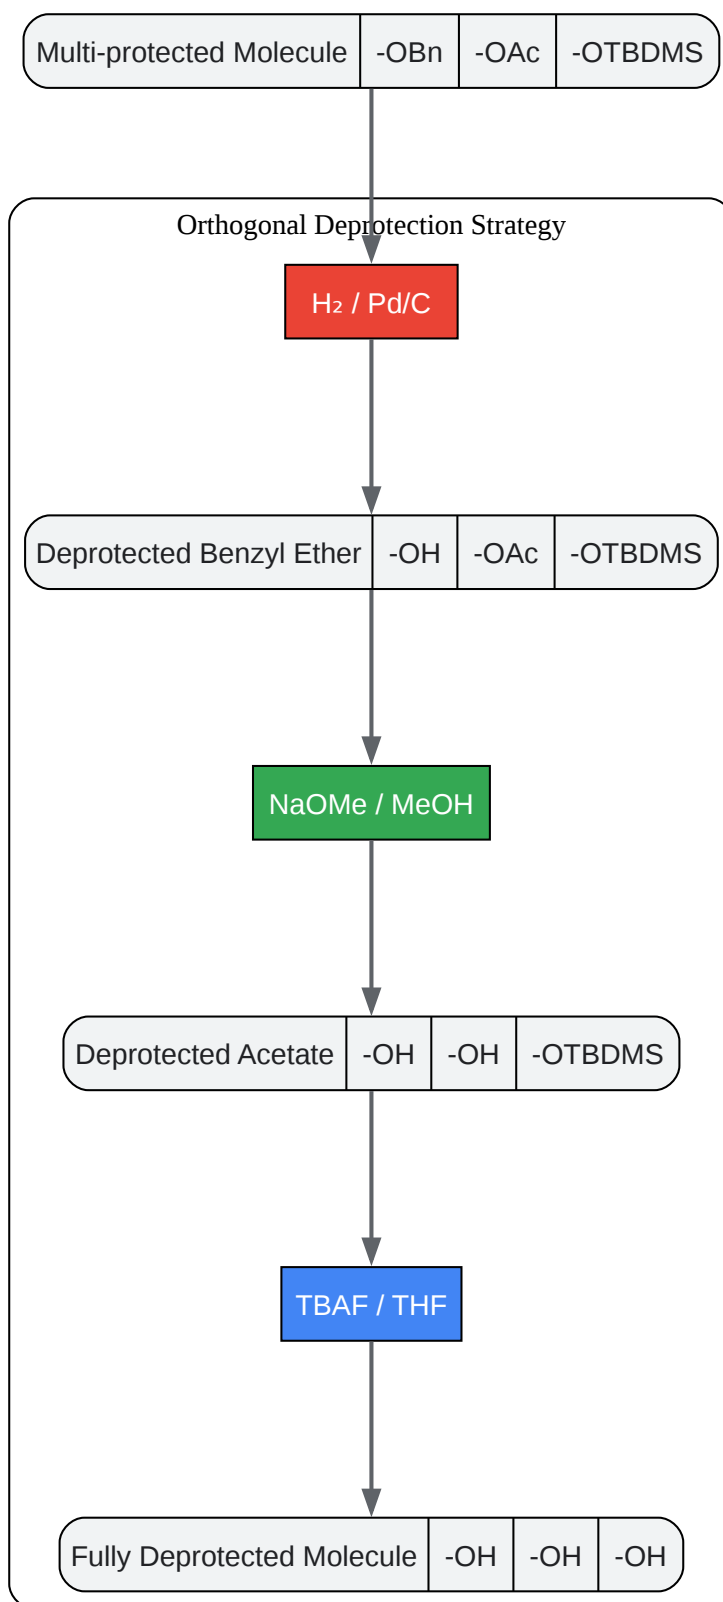 Multi-protected Molecule -OBn -OAc -OTBDMS
Orthogonal Deprotection Strategy
H₂ / Pd/C
Deprotected Benzyl Ether -OH -OAc -OTBDMS
NaOMe / MeOH
Deprotected Acetate -OH -OH -OTBDMS
TBAF / THF
Fully Deprotected Molecule -OH -OH -OH